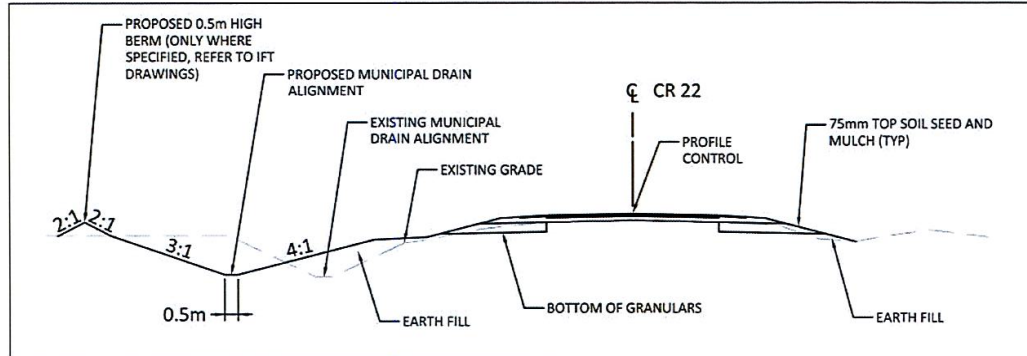 PROPOSED 0.5m HIGH
BERM (ONLY WHERE
SPECIFIED, REFER TO IFT
DRAWINGS)
PROPOSED MUNICIPAL DRAIN
ALIGNMENT
EXISTING MUNICIPAL
DRAIN ALIGNMENT
EXISTING GRADE
℄ CR 22
PROFILE
CONTROL
75mm TOP SOIL SEED AND
MULCH (TYP)
2:1
2:1
3:1
4:1
0.5m
EARTH FILL
BOTTOM OF GRANULARS
EARTH FILL